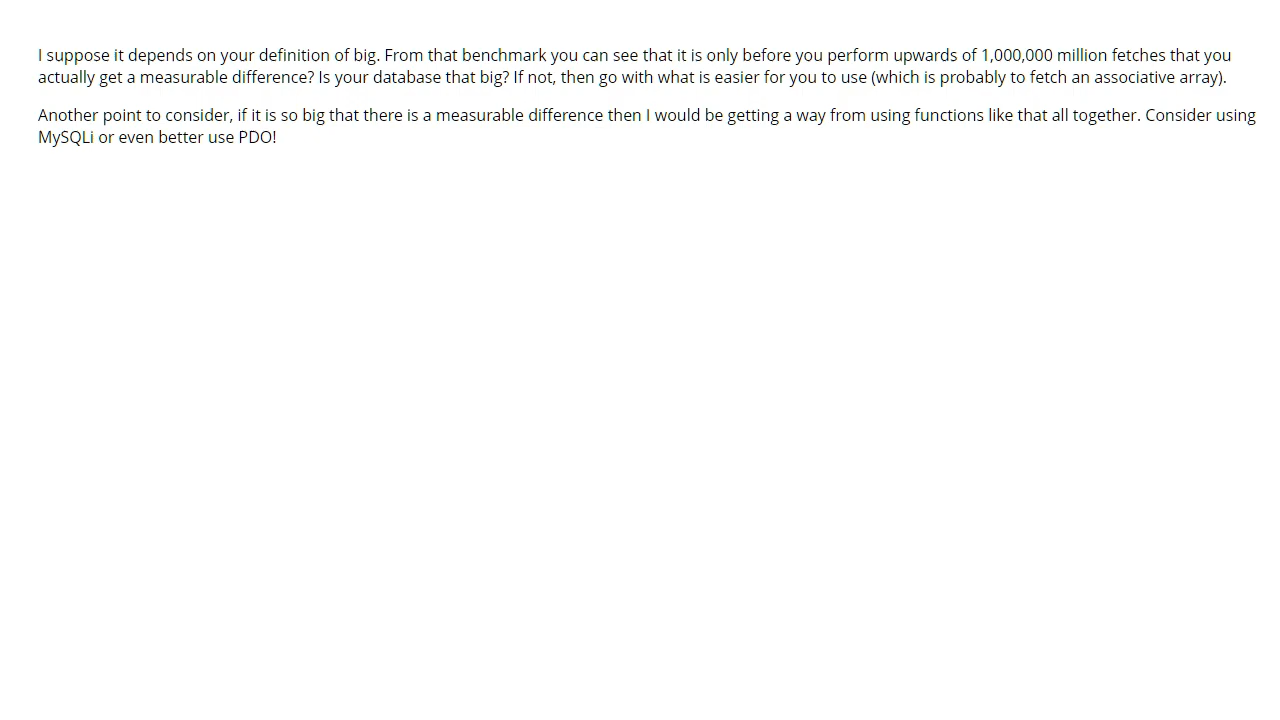 I suppose it depends on your definition of big. From that benchmark you can see that it is only before you perform upwards of 1,000,000 million fetches that you
actually get a measurable difference? Is your database that big? If not, then go with what is easier for you to use (which is probably to fetch an associative array).
Another point to consider, if it is so big that there is a measurable difference then I would be getting a way from using functions like that all together. Consider using
MySQLi or even better use PDO!